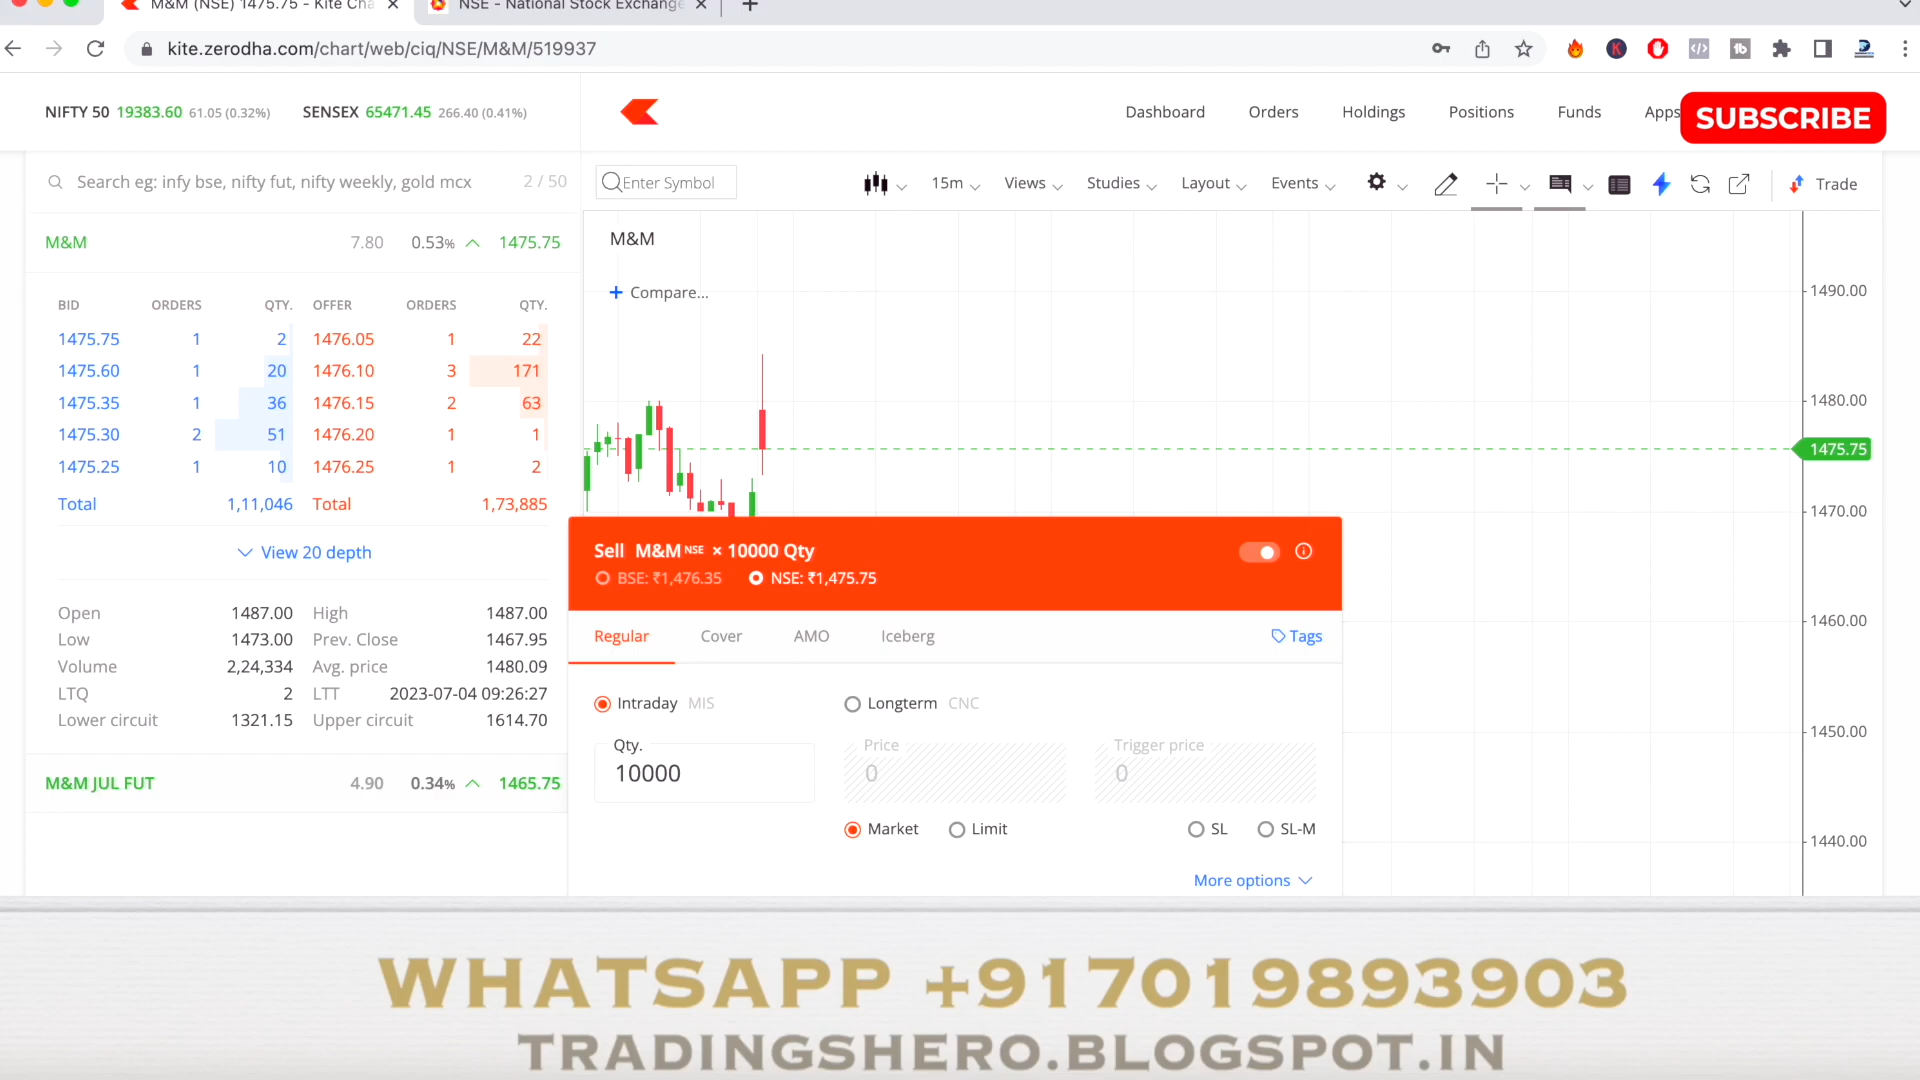 M&M (NSE) 1475.75 - Kite Cha
NSE - National Stock Exchange
kite.zerodha.com/chart/web/ciq/NSE/M&M/519937
NIFTY 50 19383.60 61.05 (0.32%) SENSEX 65471.45 266.40 (0.41%)
Dashboard Orders Holdings Positions Funds Apps
SUBSCRIBE
Search eg: infy bse, nifty fut, nifty weekly, gold mcx 2 / 50
Enter Symbol 15m Views Studies Layout Events Trade
M&M 7.80 0.53% 1475.75
BID ORDERS QTY. OFFER ORDERS QTY.
1475.75 1 2 1476.05 1 22
1475.60 1 20 1476.10 3 171
1475.35 1 36 1476.15 2 63
1475.30 2 51 1476.20 1 1
1475.25 1 10 1476.25 1 2
Total 1,11,046 Total 1,73,885
View 20 depth
Open 1487.00 High 1487.00
Low 1473.00 Prev. Close 1467.95
Volume 2,24,334 Avg. price 1480.09
LTQ 2 LTT 2023-07-04 09:26:27
Lower circuit 1321.15 Upper circuit 1614.70
M&M JUL FUT 4.90 0.34% 1465.75
M&M
+ Compare...
1490.00
1480.00
1475.75
1470.00
1460.00
1450.00
1440.00
Sell M&M NSE × 10000 Qty
BSE: ₹1,476.35 NSE: ₹1,475.75
Regular Cover AMO Iceberg Tags
Intraday MIS Longterm CNC
Qty. Price Trigger price
10000 0 0
Market Limit SL SL-M
More options
WHATSAPP +917019893903
TRADINGSHERO.BLOGSPOT.IN